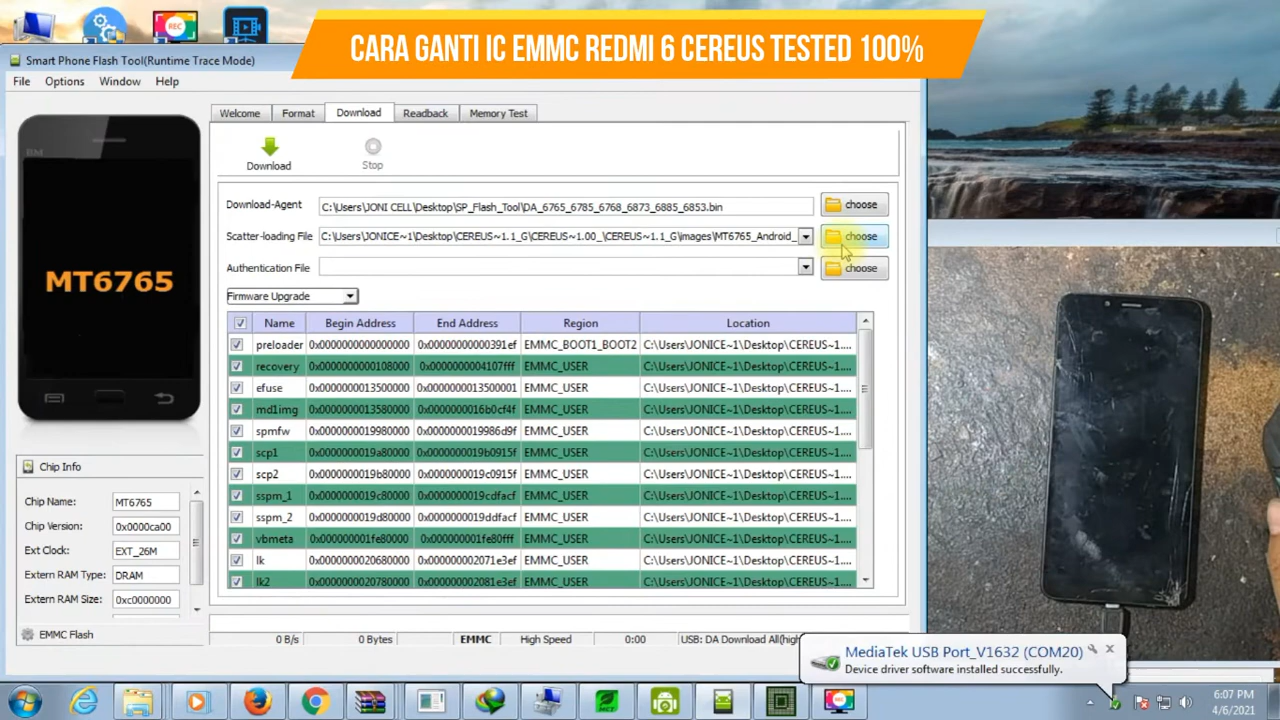 REC
CARA GANTI IC EMMC REDMI 6 CEREUS TESTED 100%
Smart Phone Flash Tool(Runtime Trace Mode)
File Options Window Help
Welcome Format Download Readback Memory Test
BM
Download Stop
Download-Agent C:\Users\JONI CELL\Desktop\SP_Flash_Tool\DA_6765_6785_6768_6873_6885_6853.bin choose
Scatter-loading File C:\Users\JONICE~1\Desktop\CEREUS~1.1_G\CEREUS~1.00_\CEREUS~1.1_G\images\MT6765_Android_ choose
Authentication File choose
MT6765
Firmware Upgrade
Name Begin Address End Address Region Location
preloader 0x0000000000000000 0x00000000000391ef EMMC_BOOT1_BOOT2 C:\Users\JONICE~1\Desktop\CEREUS~1....
recovery 0x0000000000108000 0x0000000004107fff EMMC_USER C:\Users\JONICE~1\Desktop\CEREUS~1....
efuse 0x0000000013500000 0x0000000013500001 EMMC_USER C:\Users\JONICE~1\Desktop\CEREUS~1....
md1img 0x0000000013580000 0x0000000016b0cf4f EMMC_USER C:\Users\JONICE~1\Desktop\CEREUS~1....
spmfw 0x0000000019980000 0x0000000019986d9f EMMC_USER C:\Users\JONICE~1\Desktop\CEREUS~1....
scp1 0x0000000019a80000 0x0000000019b0915f EMMC_USER C:\Users\JONICE~1\Desktop\CEREUS~1....
scp2 0x0000000019b80000 0x0000000019c0915f EMMC_USER C:\Users\JONICE~1\Desktop\CEREUS~1....
sspm_1 0x0000000019c80000 0x0000000019cdfacf EMMC_USER C:\Users\JONICE~1\Desktop\CEREUS~1....
sspm_2 0x0000000019d80000 0x0000000019ddfacf EMMC_USER C:\Users\JONICE~1\Desktop\CEREUS~1....
vbmeta 0x000000001fe80000 0x000000001fe80fff EMMC_USER C:\Users\JONICE~1\Desktop\CEREUS~1....
lk 0x0000000020680000 0x000000002071e3ef EMMC_USER C:\Users\JONICE~1\Desktop\CEREUS~1....
lk2 0x0000000020780000 0x000000002081e3ef EMMC_USER C:\Users\JONICE~1\Desktop\CEREUS~1....
Chip Info
Chip Name: MT6765
Chip Version: 0x0000ca00
Ext Clock: EXT_26M
Extern RAM Type: DRAM
Extern RAM Size: 0xc0000000
EMMC Flash
0 B/s 0 Bytes EMMC High Speed 0:00 USB: DA Download All(hig
MediaTek USB Port_V1632 (COM20)
Device driver software installed successfully.
6:07 PM
4/6/2021